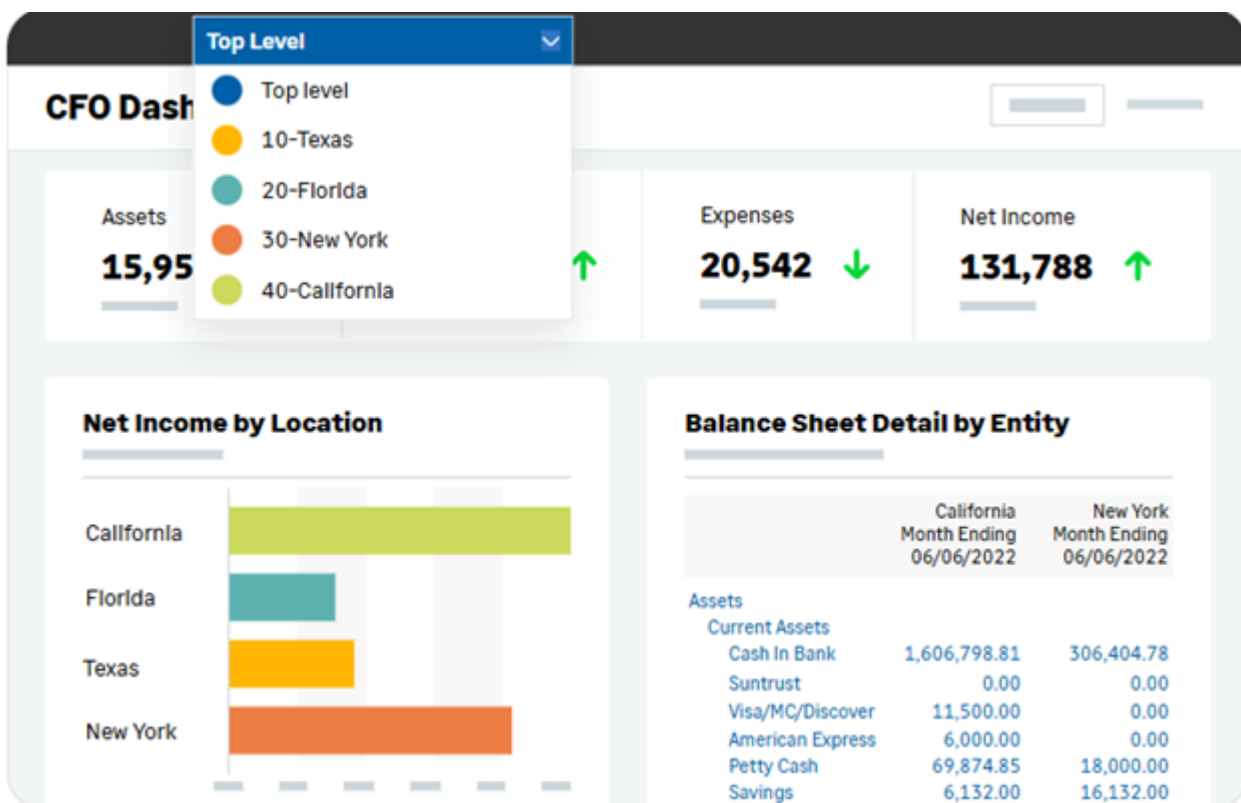 Top Level
Top level
10-Texas
20-Florida
30-New York
40-California
CFO
Assets
Expenses
Net Income
20,542
131,788
Net Income by Location
California
Florida
Texas
New York
Balance Sheet Detail by Entity
California New York
Month Ending Month Ending
06/06/2022 06/06/2022
Assets
Current Assets
Cash In Bank 1,606,798.81 306,404.78
Suntrust 0.00 0.00
Visa/MC/Discover 11,500.00 0.00
American Express 6,000.00 0.00
Petty Cash 69,874.85 18,000.00
Savings 6,132.00 16,132.00